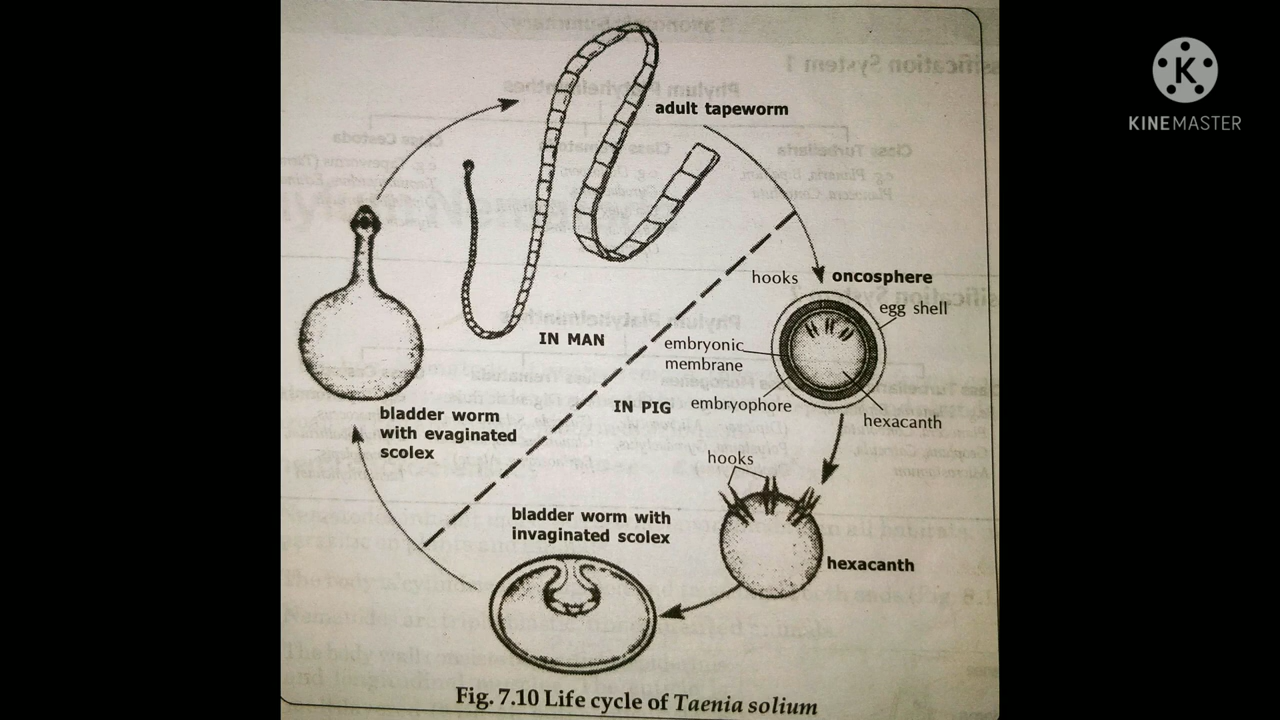 adult tapeworm
hooks
oncosphere
egg shell
embryonic
membrane
embryophore
hexacanth
IN MAN
IN PIG
bladder worm
with evaginated
scolex
hooks
bladder worm with
invaginated scolex
hexacanth
Fig. 7.10 Life cycle of Taenia solium
K
KINEMASTER